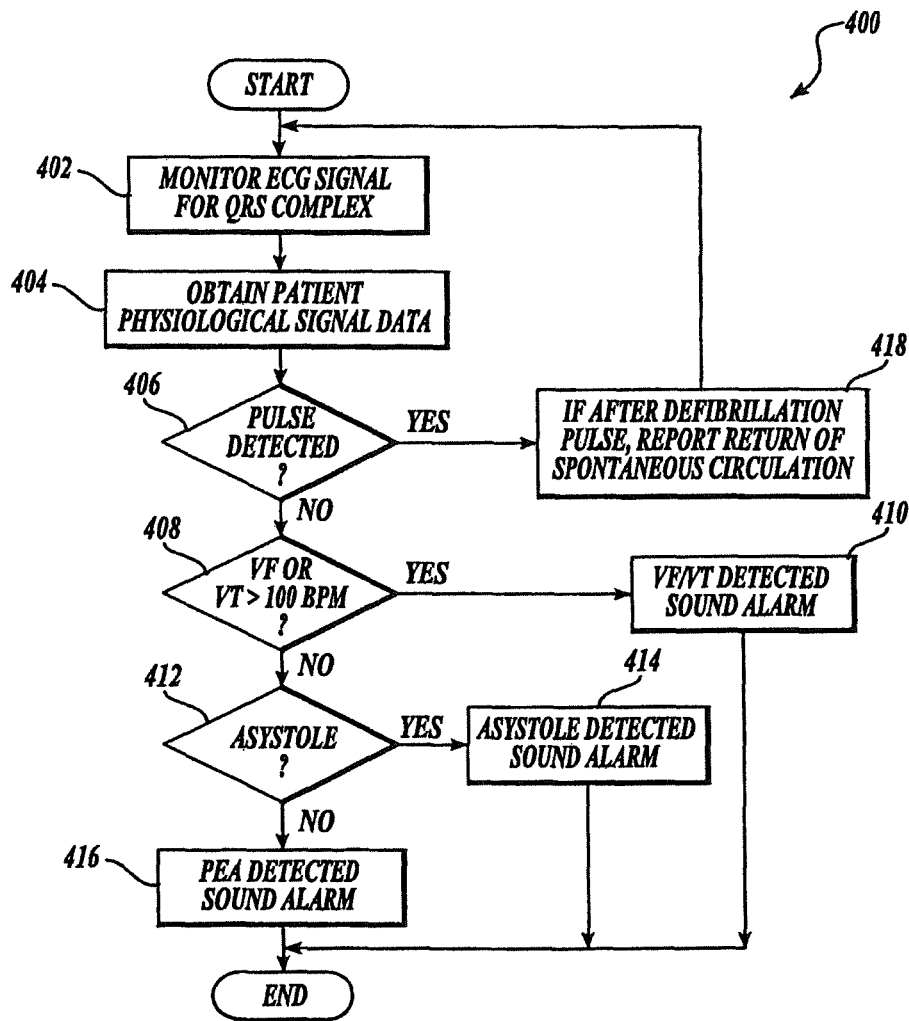 400
START
402
MONITOR ECG SIGNAL
FOR QRS COMPLEX
404
OBTAIN PATIENT
PHYSIOLOGICAL SIGNAL DATA
406
PULSE
DETECTED
?
YES
418
IF AFTER DEFIBRILLATION
PULSE, REPORT RETURN OF
SPONTANEOUS CIRCULATION
NO
408
VF OR
VT > 100 BPM
?
YES
410
VF/VT DETECTED
SOUND ALARM
NO
412
ASYSTOLE
?
YES
414
ASYSTOLE DETECTED
SOUND ALARM
NO
416
PEA DETECTED
SOUND ALARM
END